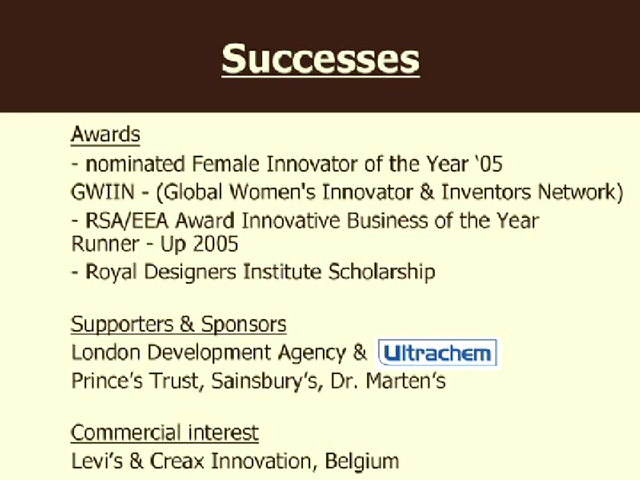 Successes
Awards
- nominated Female Innovator of the Year ‘05
GWIIN - (Global Women's Innovator & Inventors Network)
- RSA/EEA Award Innovative Business of the Year
Runner - Up 2005
- Royal Designers Institute Scholarship
Supporters & Sponsors
London Development Agency & Ultrachem
Prince’s Trust, Sainsbury’s, Dr. Marten’s
Commercial interest
Levi’s & Creax Innovation, Belgium